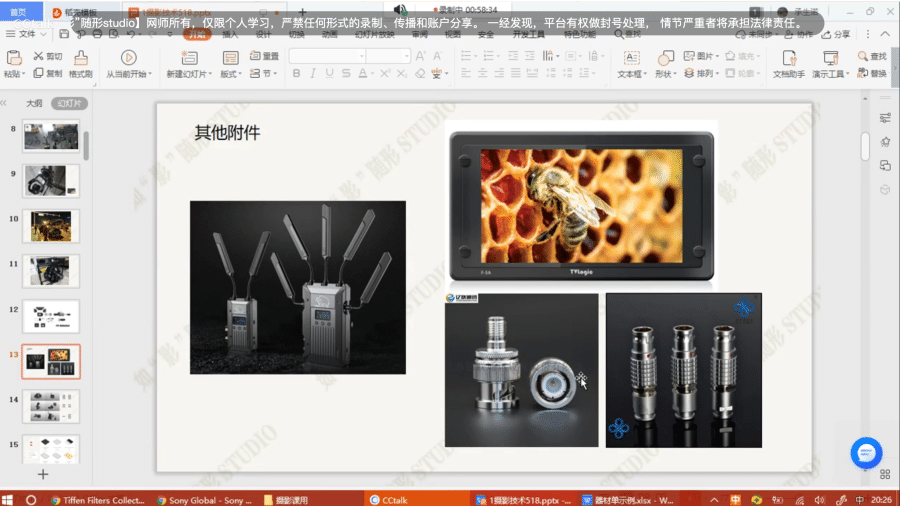 首页
稻壳模板
1摄影技术518.pptx
录制中 00:58:34
随形studio】网师所有，仅限个人学习，严禁任何形式的录制、传播和账户分享。 一经发现，平台有权做封号处理， 情节严重者将承担法律责任。
文件
开始
插入
设计
切换
动画
幻灯片放映
审阅
视图
安全
开发工具
特色功能
查找
未同步
协作
分享
粘贴
剪切
复制
格式刷
从当前开始
新建幻灯片
版式
重置
节
B I U S A
文本框
形状
图片
排列
填充
轮廓
文档助手
演示工具
查找
替换
大纲
幻灯片
8
9
10
11
12
13
14
15
其他附件
TVlogic
随形 STUDIO
Tiffen Filters Collect...
Sony Global - Sony ...
摄影课用
CCtalk
1摄影技术518.pptx -...
器材单示例.xlsx - W...
中
中
20:26